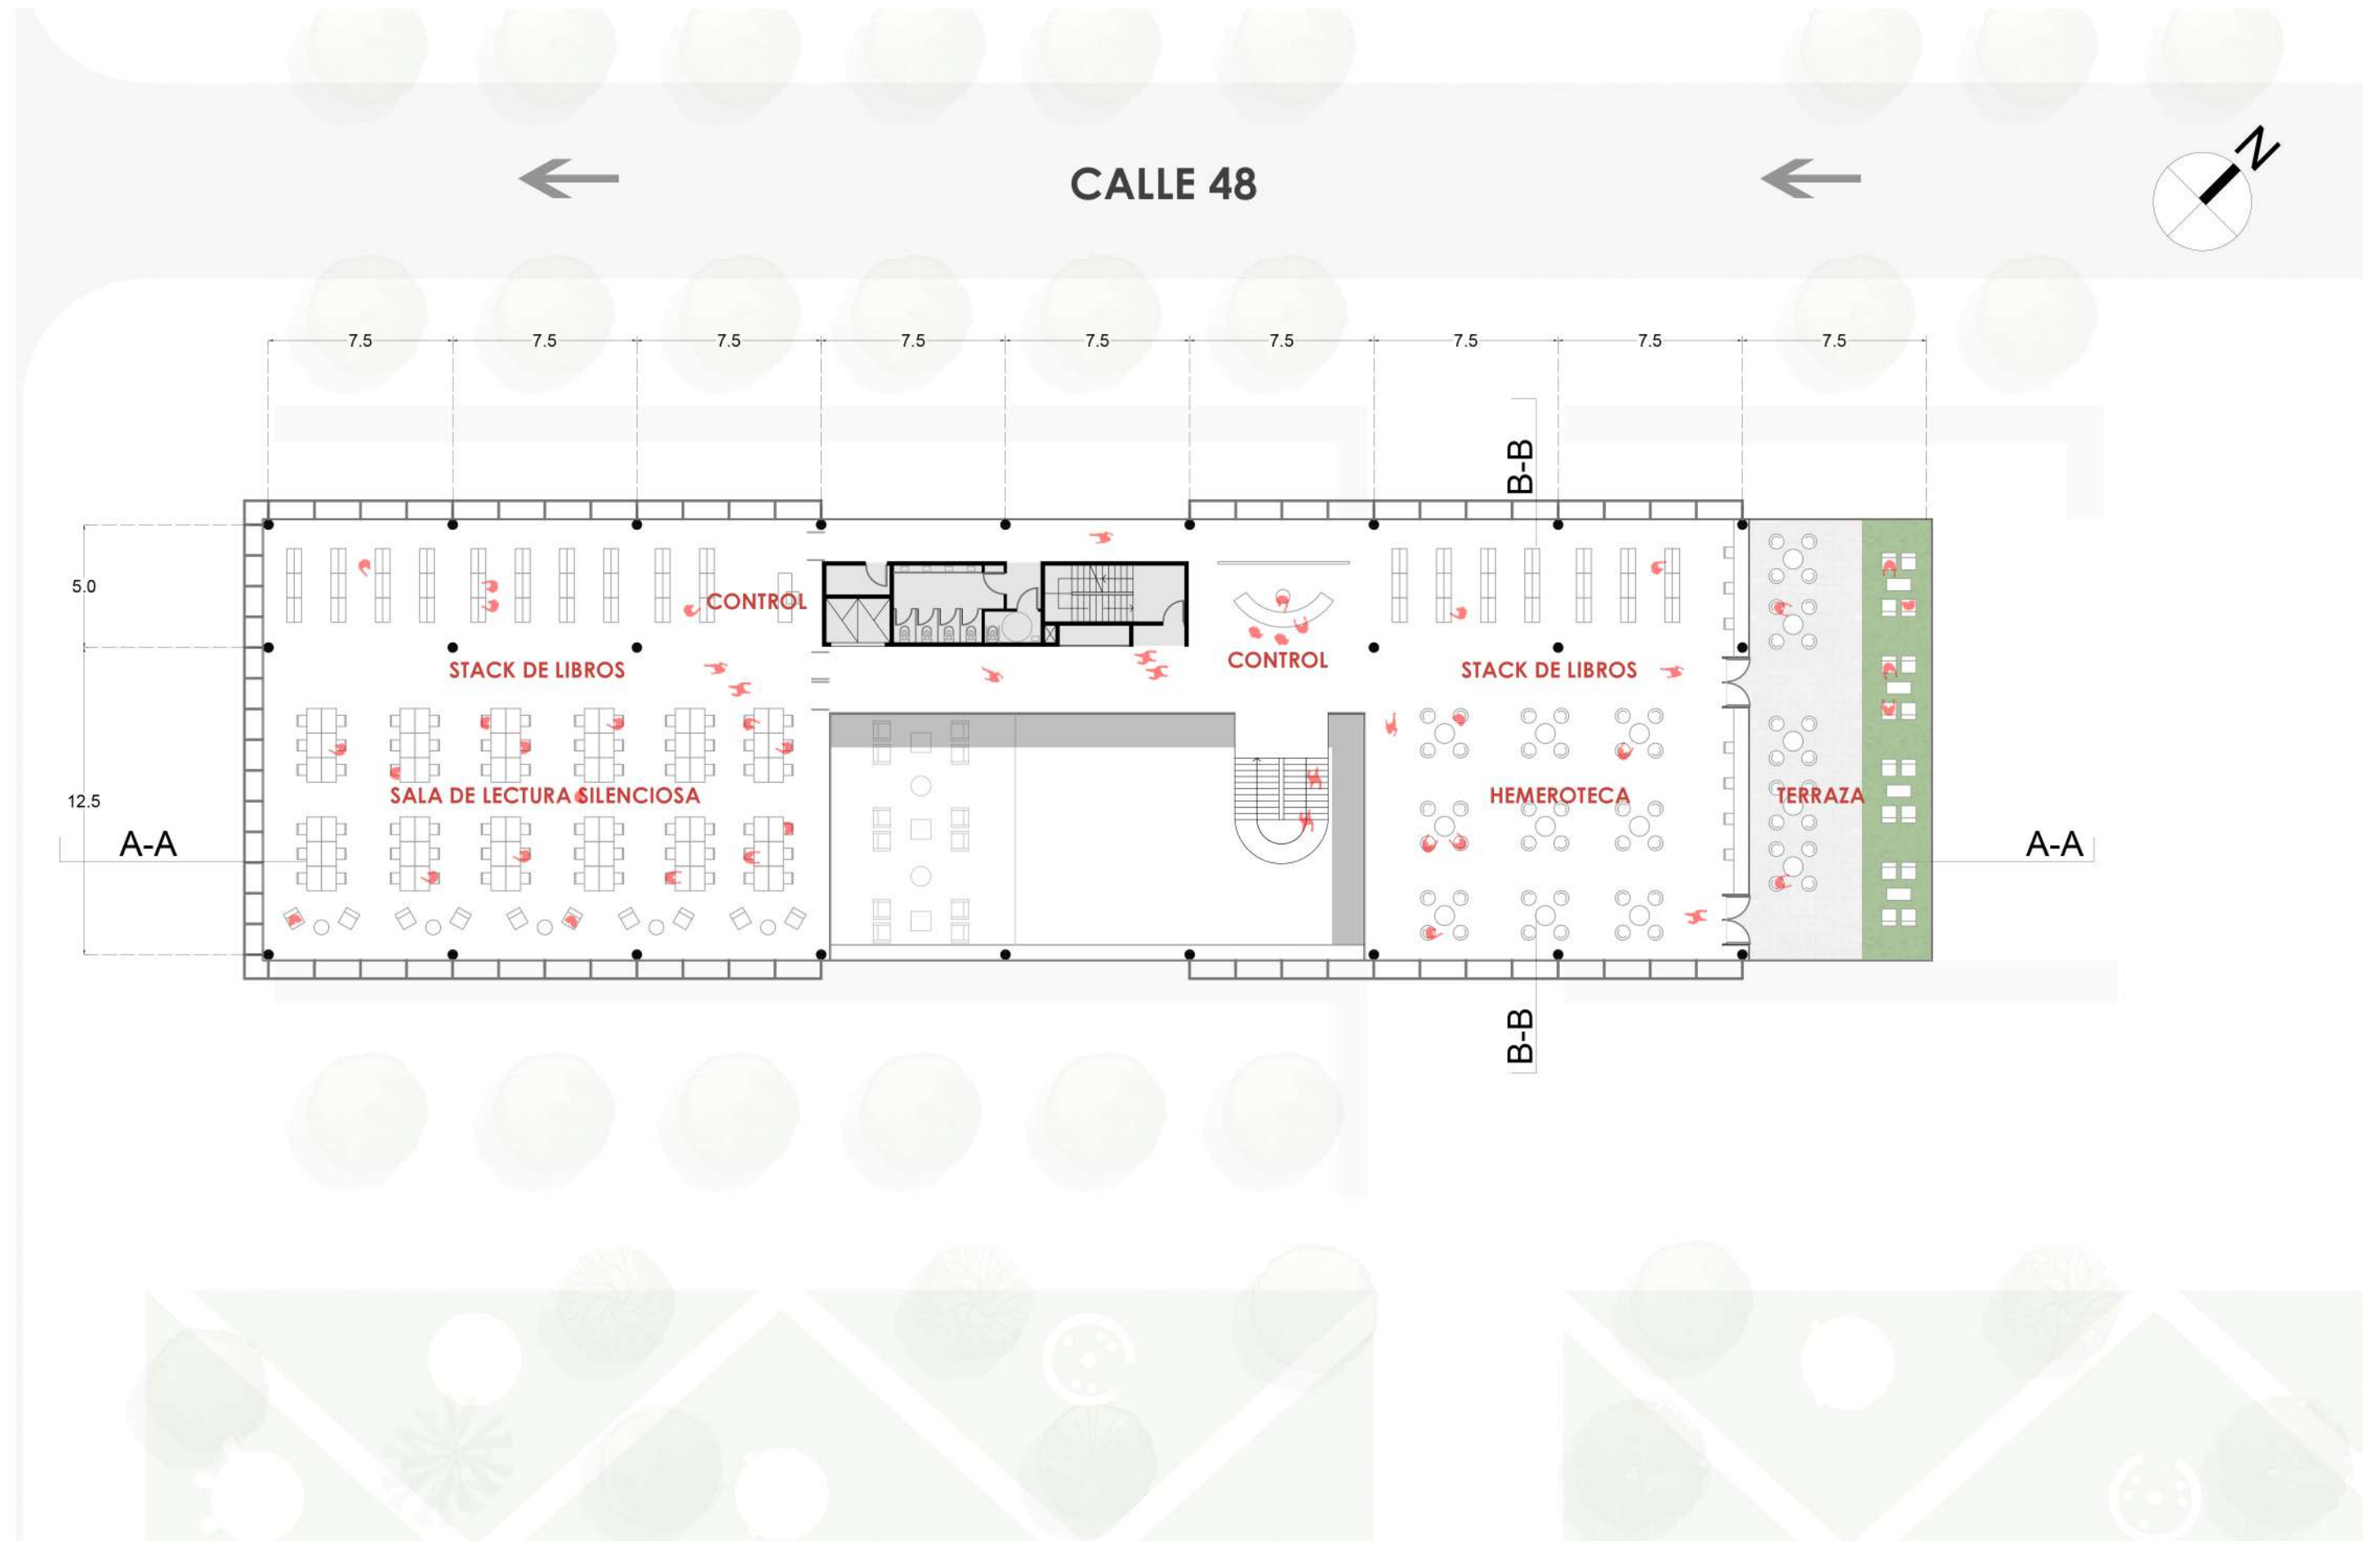 N
CALLE 48
7.5
7.5
7.5
7.5
7.5
7.5
7.5
7.5
7.5
B-B
5.0
CONTROL
CONTROL
STACK DE LIBROS
STACK DE LIBROS
12.5
SALA DE LECTURA SILENCIOSA
HEMEROTECA
TERRAZA
A-A
A-A
B-B